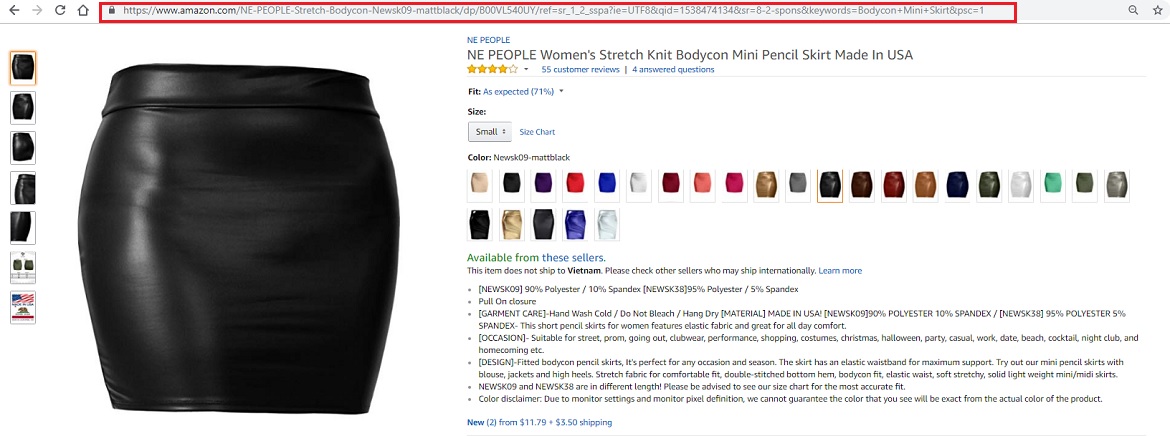 https://www.amazon.com/NE-PEOPLE-Stretch-Bodycon-Newsk09-mattblack/dp/B00VL540UY/ref=sr_1_2_sspa?ie=UTF8&qid=1538474134&sr=8-2-spons&keywords=Bodycon+Mini+Skirt&psc=1
NE PEOPLE
NE PEOPLE Women's Stretch Knit Bodycon Mini Pencil Skirt Made In USA
55 customer reviews | 4 answered questions
Fit: As expected (71%)
Size:
Small Size Chart
Color: Newsk09-mattblack
Available from these sellers.
This item does not ship to Vietnam. Please check other sellers who may ship internationally. Learn more
• [NEWSK09] 90% Polyester / 10% Spandex [NEWSK38]95% Polyester / 5% Spandex
• Pull On closure
• [GARMENT CARE]-Hand Wash Cold / Do Not Bleach / Hang Dry [MATERIAL] MADE IN USA! [NEWSK09]90% POLYESTER 10% SPANDEX / [NEWSK38] 95% POLYESTER 5%
SPANDEX- This short pencil skirts for women features elastic fabric and great for all day comfort.
• [OCCASION]- Suitable for street, prom, going out, clubwear, performance, shopping, costumes, christmas, halloween, party, casual, work, date, beach, cocktail, night club, and
homecoming etc.
• [DESIGN]-Fitted bodycon pencil skirts, It's perfect for any occasion and season. The skirt has an elastic waistband for maximum support. Try out our mini pencil skirts with
blouse, jackets and high heels. Stretch fabric for comfortable fit, double-stitched bottom hem, bodycon fit, elastic waist, soft stretchy, solid light weight mini/midi skirts.
• NEWSK09 and NEWSK38 are in different length! Please be advised to see our size chart for the most accurate fit.
• Color disclaimer: Due to monitor settings and monitor pixel definition, we cannot guarantee the color that you see will be exact from the actual color of the product.
New (2) from $11.79 + $3.50 shipping